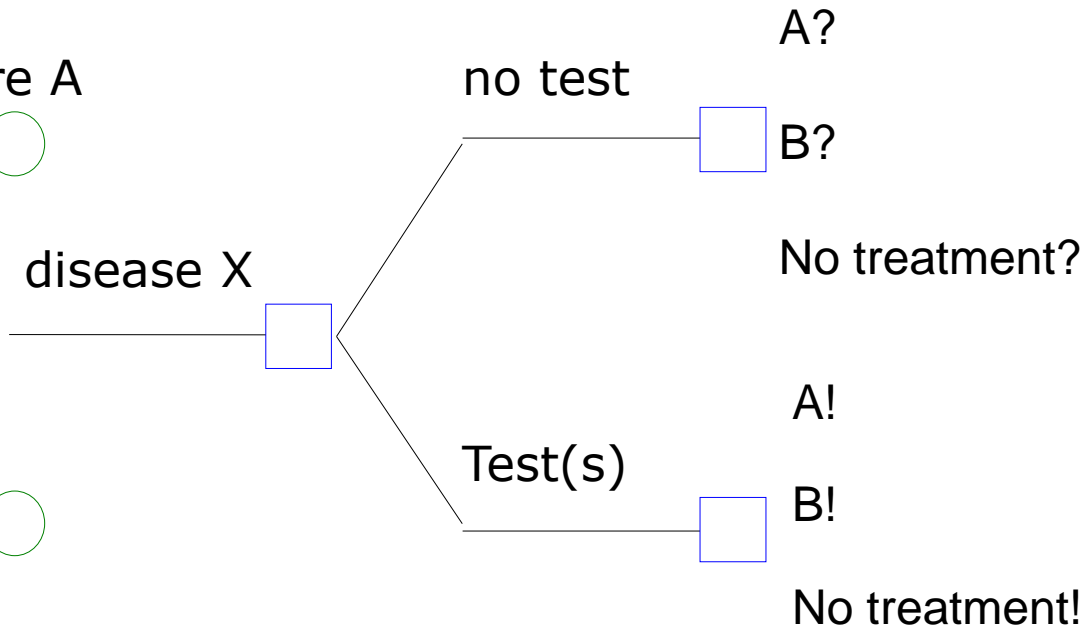 A?
re A
no test
B?
disease X
No treatment?
A!
Test(s)
B!
No treatment!